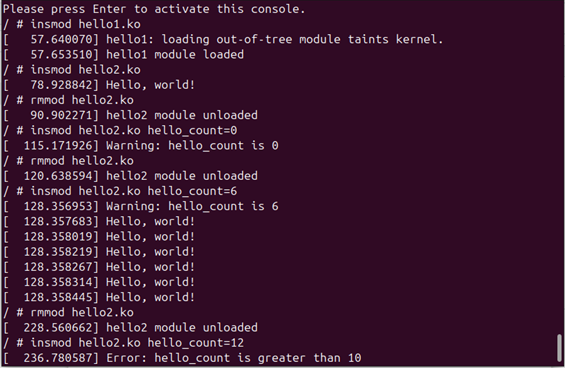 Please press Enter to activate this console.
/ # insmod hello1.ko
[   57.640070] hello1: loading out-of-tree module taints kernel.
[   57.653510] hello1 module loaded
/ # insmod hello2.ko
[   78.928842] Hello, world!
/ # rmmod hello2.ko
[   90.902271] hello2 module unloaded
/ # insmod hello2.ko hello_count=0
[  115.171926] Warning: hello_count is 0
/ # rmmod hello2.ko
[  120.638594] hello2 module unloaded
/ # insmod hello2.ko hello_count=6
[  128.356953] Warning: hello_count is 6
[  128.357683] Hello, world!
[  128.358019] Hello, world!
[  128.358219] Hello, world!
[  128.358267] Hello, world!
[  128.358314] Hello, world!
[  128.358445] Hello, world!
/ # rmmod hello2.ko
[  228.560662] hello2 module unloaded
/ # insmod hello2.ko hello_count=12
[  236.780587] Error: hello_count is greater than 10